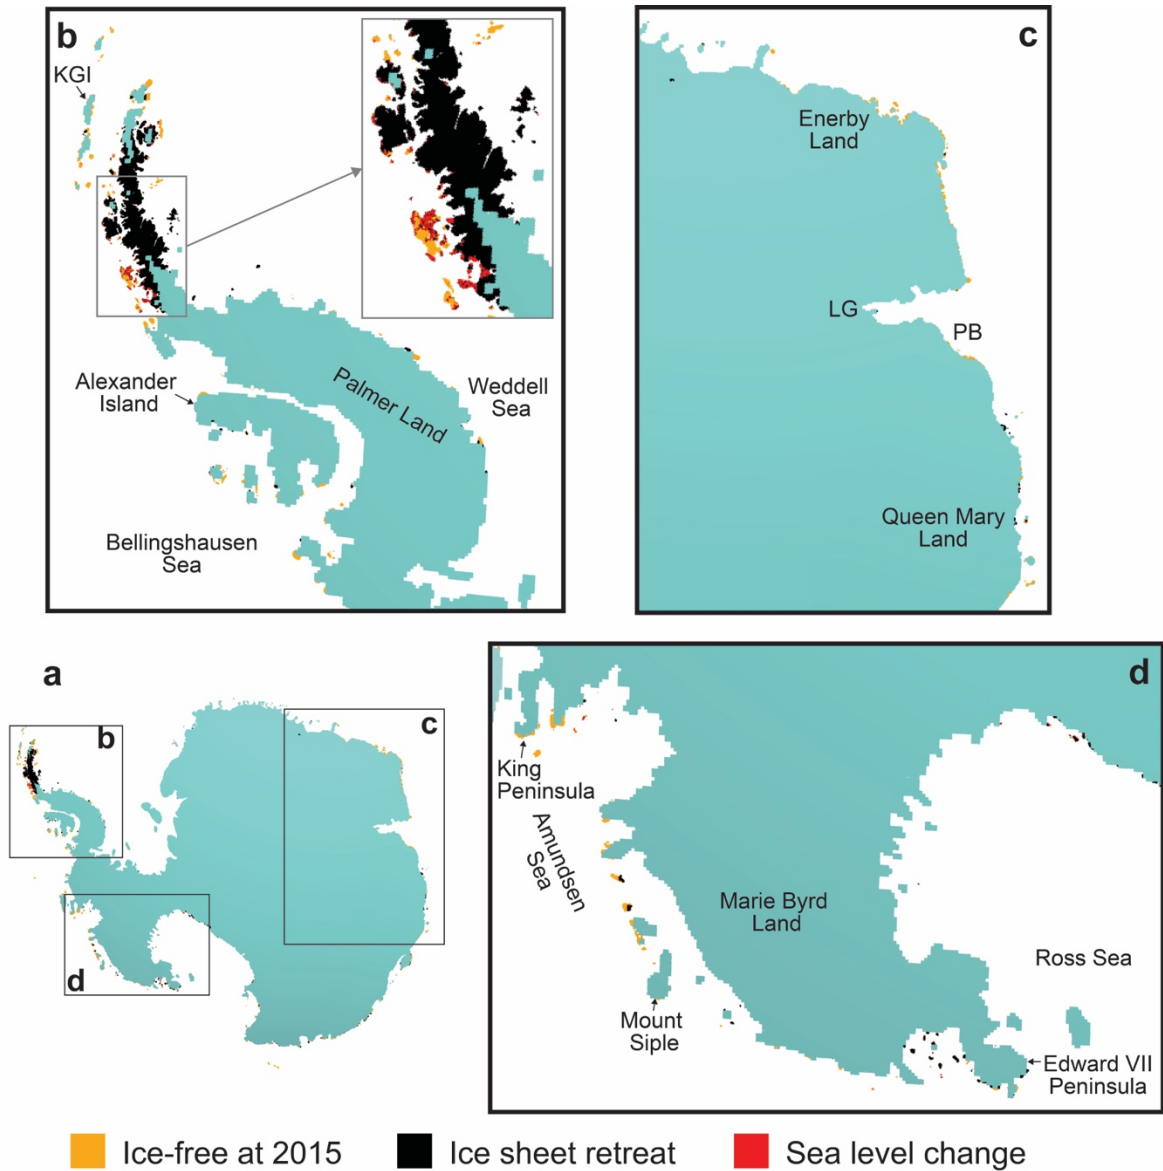 b
KGI
Alexander
Island
Palmer Land
Weddell
Sea
Bellingshausen
Sea
c
Enerby
Land
LG
PB
Queen Mary
Land
a
b
c
d
d
King
Peninsula
Amundsen
Sea
Marie Byrd
Land
Ross Sea
Mount
Siple
Edward VII
Peninsula
Ice-free at 2015
Ice sheet retreat
Sea level change